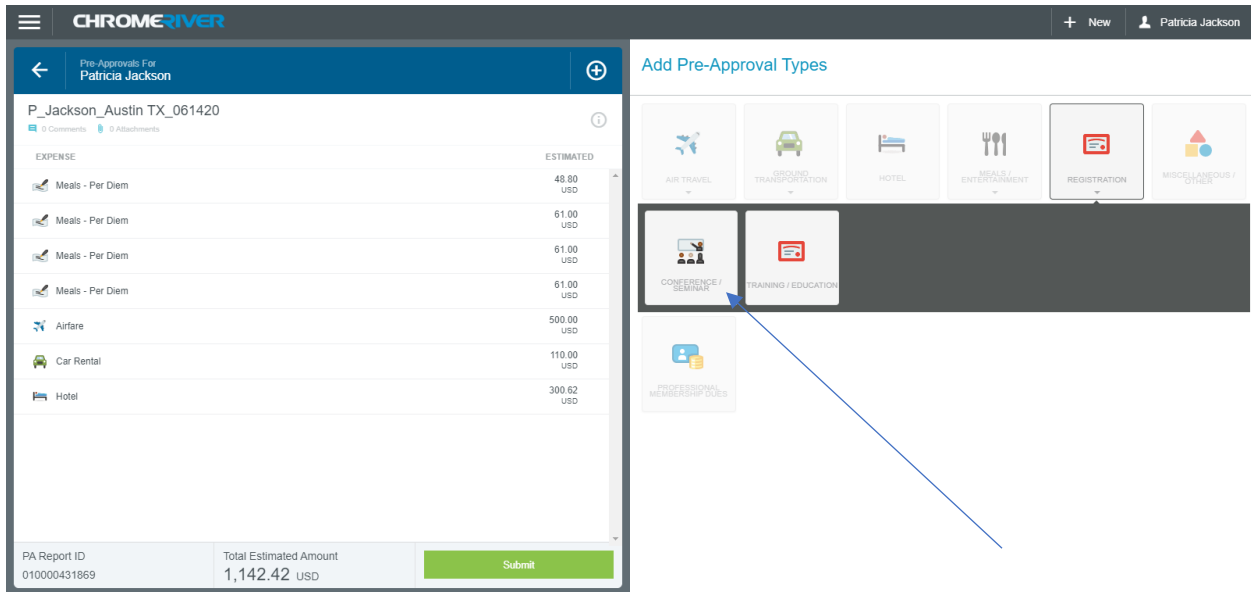 CHROMERIVER
New
Patricia Jackson
Pre-Approvals For
Patricia Jackson
P_Jackson_Austin TX_061420
0 Comments 0 Attachments
EXPENSE ESTIMATED
Meals - Per Diem 48.80
USD
Meals - Per Diem 61.00
USD
Meals - Per Diem 61.00
USD
Meals - Per Diem 61.00
USD
Airfare 500.00
USD
Car Rental 110.00
USD
Hotel 300.62
USD
PA Report ID
010000431869
Total Estimated Amount
1,142.42 USD
Submit
Add Pre-Approval Types
AIR TRAVEL
GROUND
TRANSPORTATION
HOTEL
MEALS /
ENTERTAINMENT
REGISTRATION
MISCELLANEOUS /
OTHER
CONFERENCE /
SEMINAR
TRAINING / EDUCATION
PROFESSIONAL
MEMBERSHIP DUES